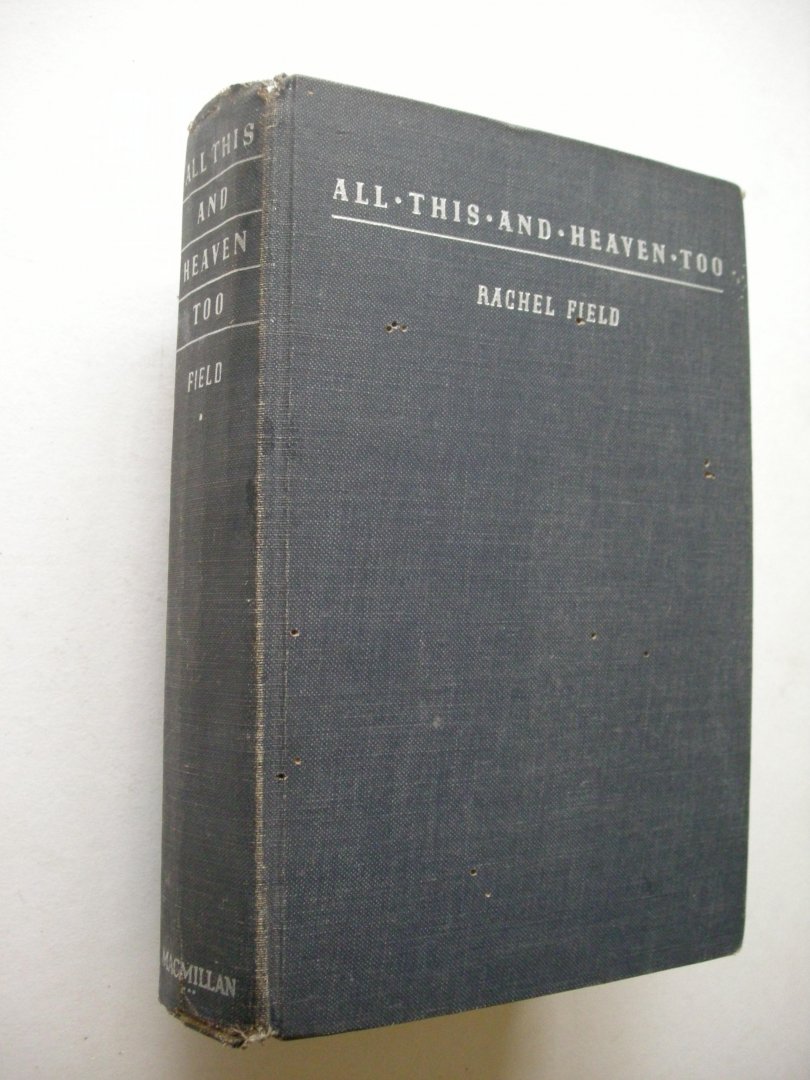 ALL THIS
AND
HEAVEN
TOO
FIELD
MACMILLAN
ALL·THIS·AND·HEAVEN·TOO
RACHEL FIELD